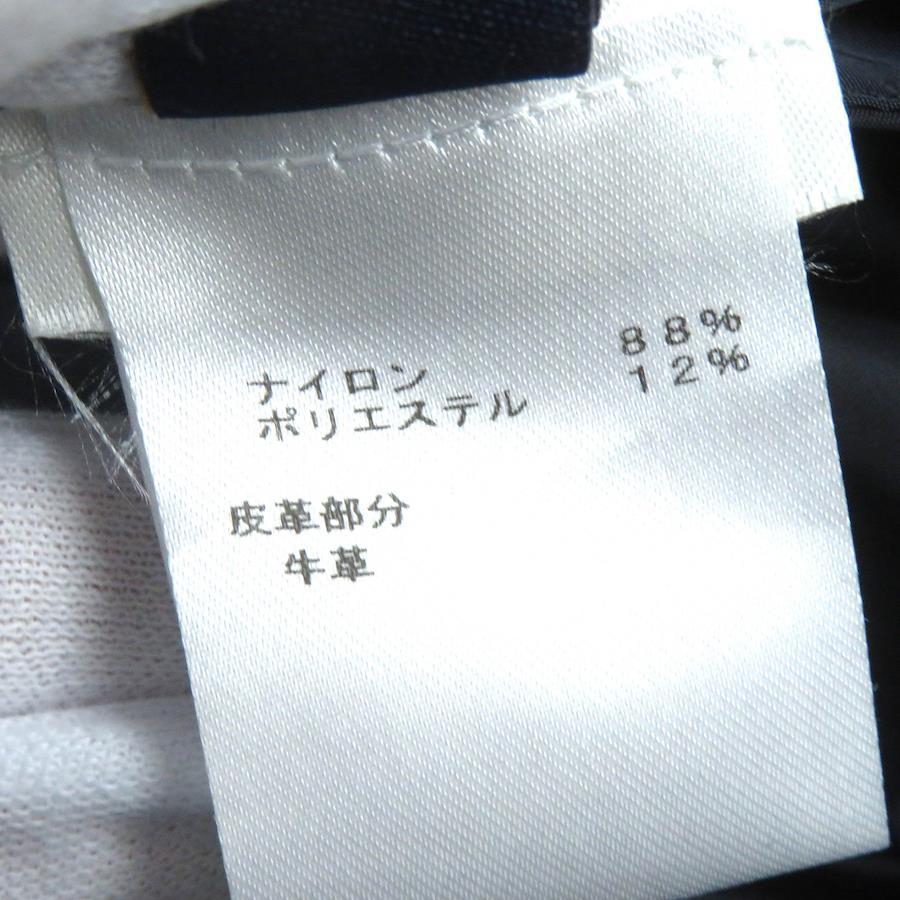 ナイロン 88%
ポリエステル 12%
皮革部分
牛革